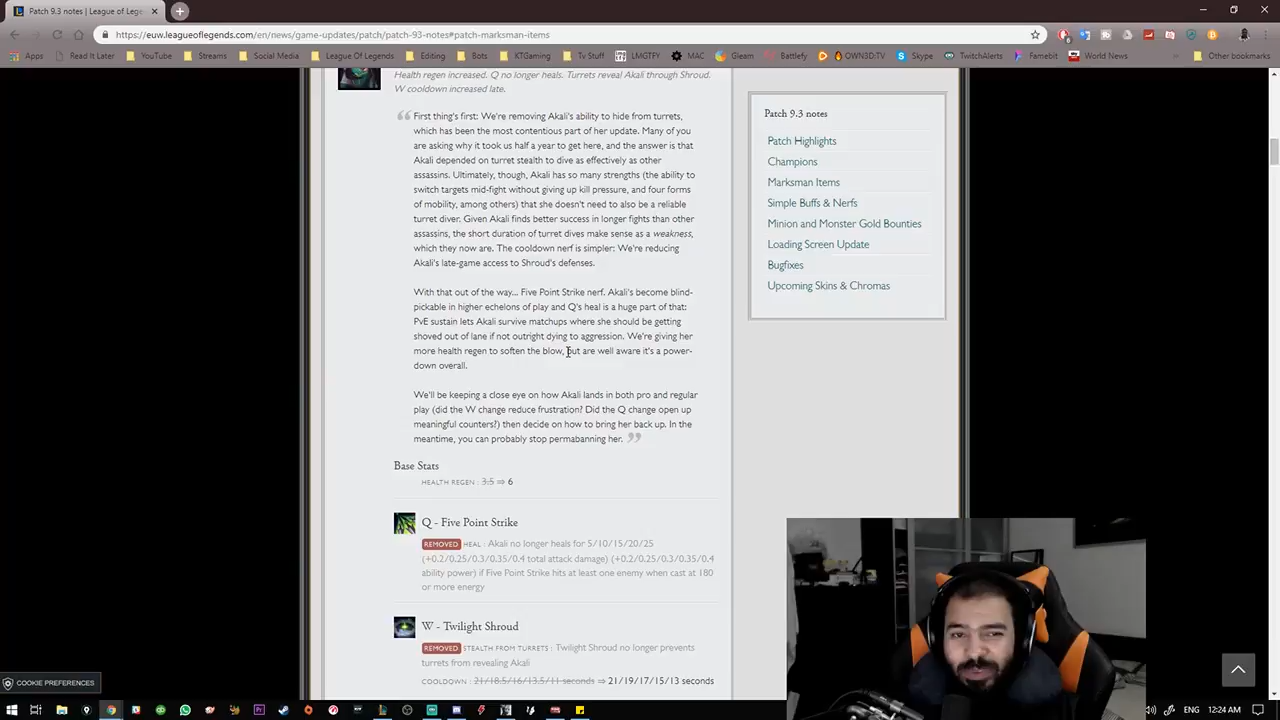 Patch 9.3 notes | League of Lege
https://euw.leagueoflegends.com/en/news/game-updates/patch/patch-93-notes#patch-marksman-items
Apps Read It Later YouTube Streams Social Media League Of Legends Editing Bots KTGaming Tv Stuff LMGTFY MAC Gleam Battlefy OWN3D:TV Skype TwitchAlerts Famebit World News Other bookmarks
Health regen increased. Q no longer heals. Turrets reveal Akali through Shroud.
W cooldown increased late.
First thing's first: We're removing Akali's ability to hide from turrets,
which has been the most contentious part of her update. Many of you
are asking why it took us half a year to get here, and the answer is that
Akali depended on turret stealth to dive as effectively as other
assassins. Ultimately, though, Akali has so many strengths (the ability to
switch targets mid-fight without giving up kill pressure, and four forms
of mobility, among others) that she doesn't need to also be a reliable
turret diver. Given Akali finds better success in longer fights than other
assassins, the short duration of turret dives make sense as a weakness,
which they now are. The cooldown nerf is simpler: We're reducing
Akali's late-game access to Shroud's defenses.
With that out of the way... Five Point Strike nerf. Akali's become blind-
pickable in higher echelons of play and Q's heal is a huge part of that:
PvE sustain lets Akali survive matchups where she should be getting
shoved out of lane if not outright dying to aggression. We're giving her
more health regen to soften the blow, but are well aware it's a power-
down overall.
We'll be keeping a close eye on how Akali lands in both pro and regular
play (did the W change reduce frustration? Did the Q change open up
meaningful counters?) then decide on how to bring her back up. In the
meantime, you can probably stop permabanning her.
Base Stats
HEALTH REGEN : 3.5 ⇒ 6
Q - Five Point Strike
REMOVED HEAL : Akali no longer heals for 5/10/15/20/25
(+0.2/0.25/0.3/0.35/0.4 total attack damage) (+0.2/0.25/0.3/0.35/0.4
ability power) if Five Point Strike hits at least one enemy when cast at 180
or more energy
W - Twilight Shroud
REMOVED STEALTH FROM TURRETS : Twilight Shroud no longer prevents
turrets from revealing Akali
COOLDOWN : 21/18.5/16/13.5/11 seconds ⇒ 21/19/17/15/13 seconds
Patch 9.3 notes
Patch Highlights
Champions
Marksman Items
Simple Buffs & Nerfs
Minion and Monster Gold Bounties
Loading Screen Update
Bugfixes
Upcoming Skins & Chromas
COOKIE PREFERENCES
ENG 12:24 AM